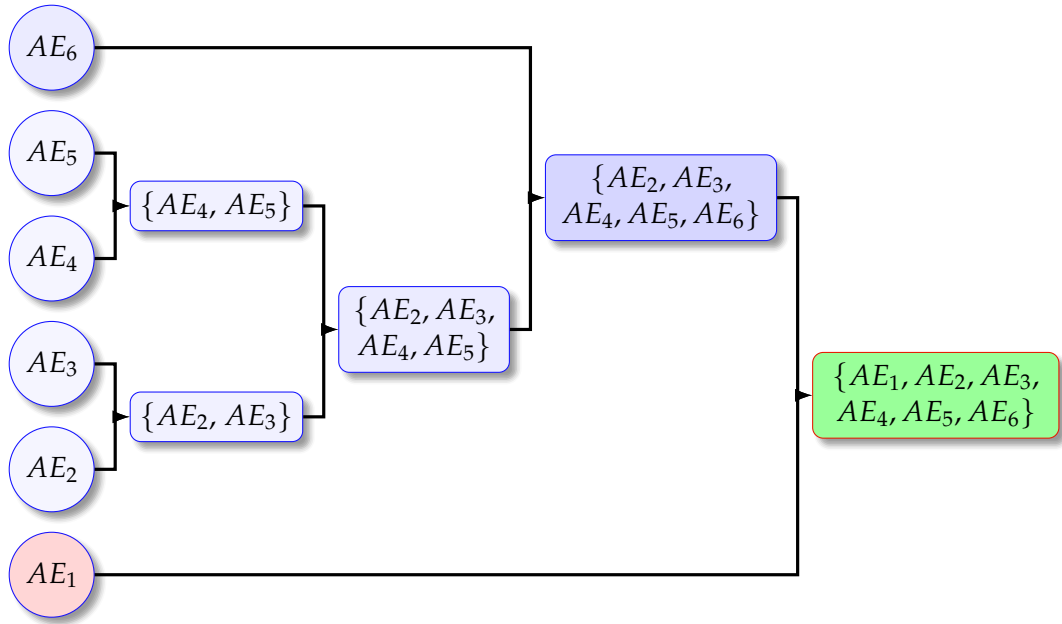 AE₆
AE₅
AE₄
AE₃
AE₂
AE₁
{AE₄, AE₅}
{AE₂, AE₃}
{AE₂, AE₃,
AE₄, AE₅}
{AE₂, AE₃,
AE₄, AE₅, AE₆}
{AE₁, AE₂, AE₃,
AE₄, AE₅, AE₆}